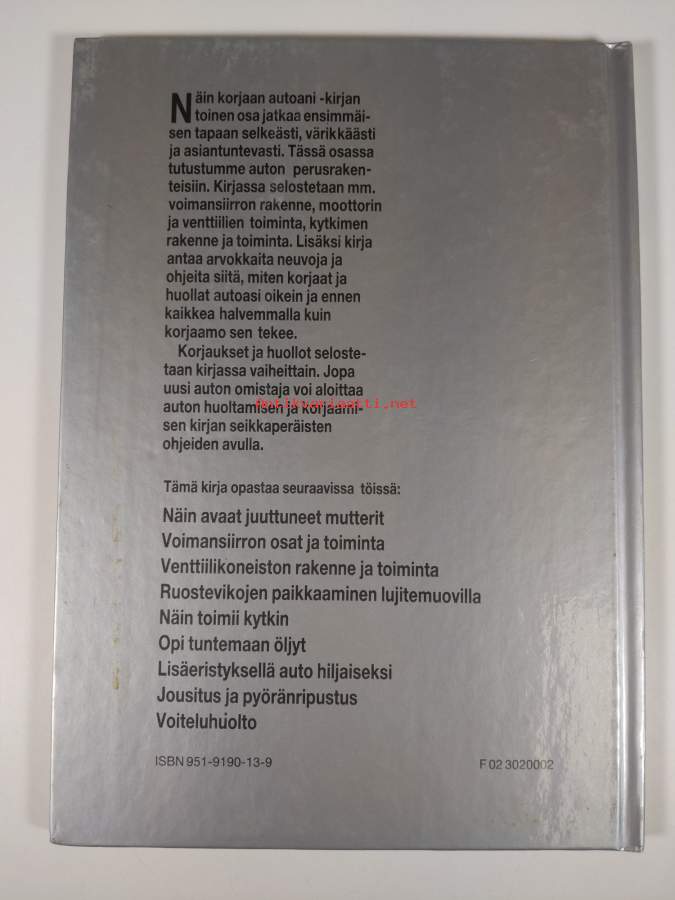 Näin korjaan autoani -kirjan
toinen osa jatkaa ensimmäi-
sen tapaan selkeästi, värikkäästi
ja asiantuntevasti. Tässä osassa
tutustumme auton perusraken-
teisiin. Kirjassa selostetaan mm.
voimansiirron rakenne, moottorin
ja venttiilien toiminta, kytkimen
rakenne ja toiminta. Lisäksi kirja
antaa arvokkaita neuvoja ja
ohjeita siitä, miten korjaat ja
huollat autoasi oikein ja ennen
kaikkea halvemmalla kuin
korjaamo sen tekee.
Korjaukset ja huollot seloste-
taan kirjassa vaiheittain. Jopa
uusi auton omistaja voi aloittaa
auton huoltamisen ja korjaami-
antikvariaatti.net
sen kirjan seikkaperäisten
ohjeiden avulla.
Tämä kirja opastaa seuraavissa töissä:
Näin avaat juuttuneet mutterit
Voimansiirron osat ja toiminta
Venttiilikoneiston rakenne ja toiminta
Ruostevikojen paikkaaminen lujitemuovilla
Näin toimii kytkin
Opi tuntemaan öljyt
Lisäeristyksellä auto hiljaiseksi
Jousitus ja pyöränripustus
Voiteluhuolto
ISBN 951-9190-13-9 F 02 3020002